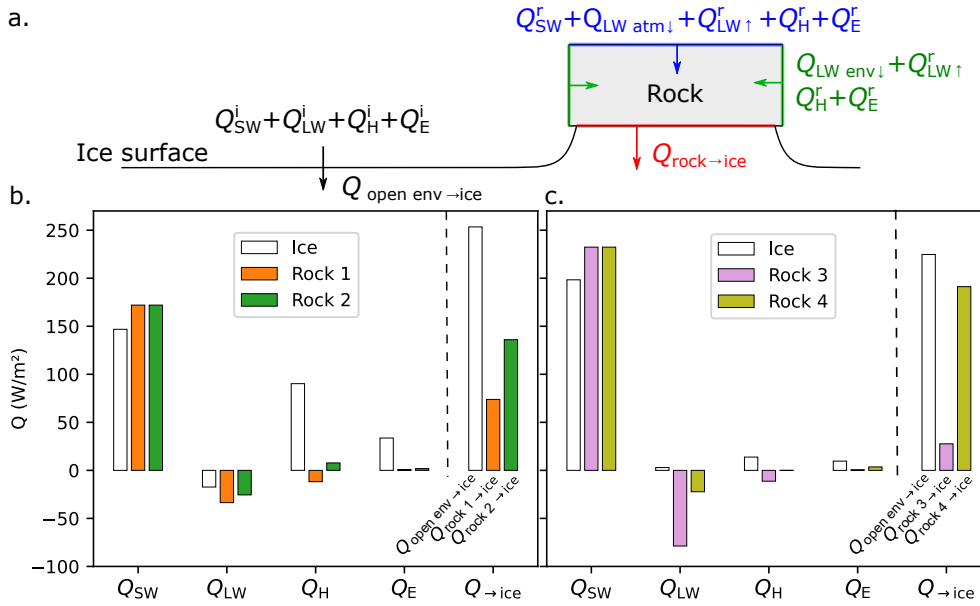 a.
Q^r_SW+Q_LW atm↓+Q^r_LW↑+Q^r_H+Q^r_E
Q_LW env↓+Q^r_LW↑
Q^r_H+Q^r_E
Rock
Q^i_SW+Q^i_LW+Q^i_H+Q^i_E
Ice surface
Q_rock→ice
Q_open env→ice
b.
c.
Q (W/m²)
250
200
150
100
50
0
−50
−100
Ice
Rock 1
Rock 2
Q_open env→ice
Q_rock 1→ice
Q_rock 2→ice
Q_SW
Q_LW
Q_H
Q_E
Q_→ice
Ice
Rock 3
Rock 4
Q_open env→ice
Q_rock 3→ice
Q_rock 4→ice
Q_SW
Q_LW
Q_H
Q_E
Q_→ice